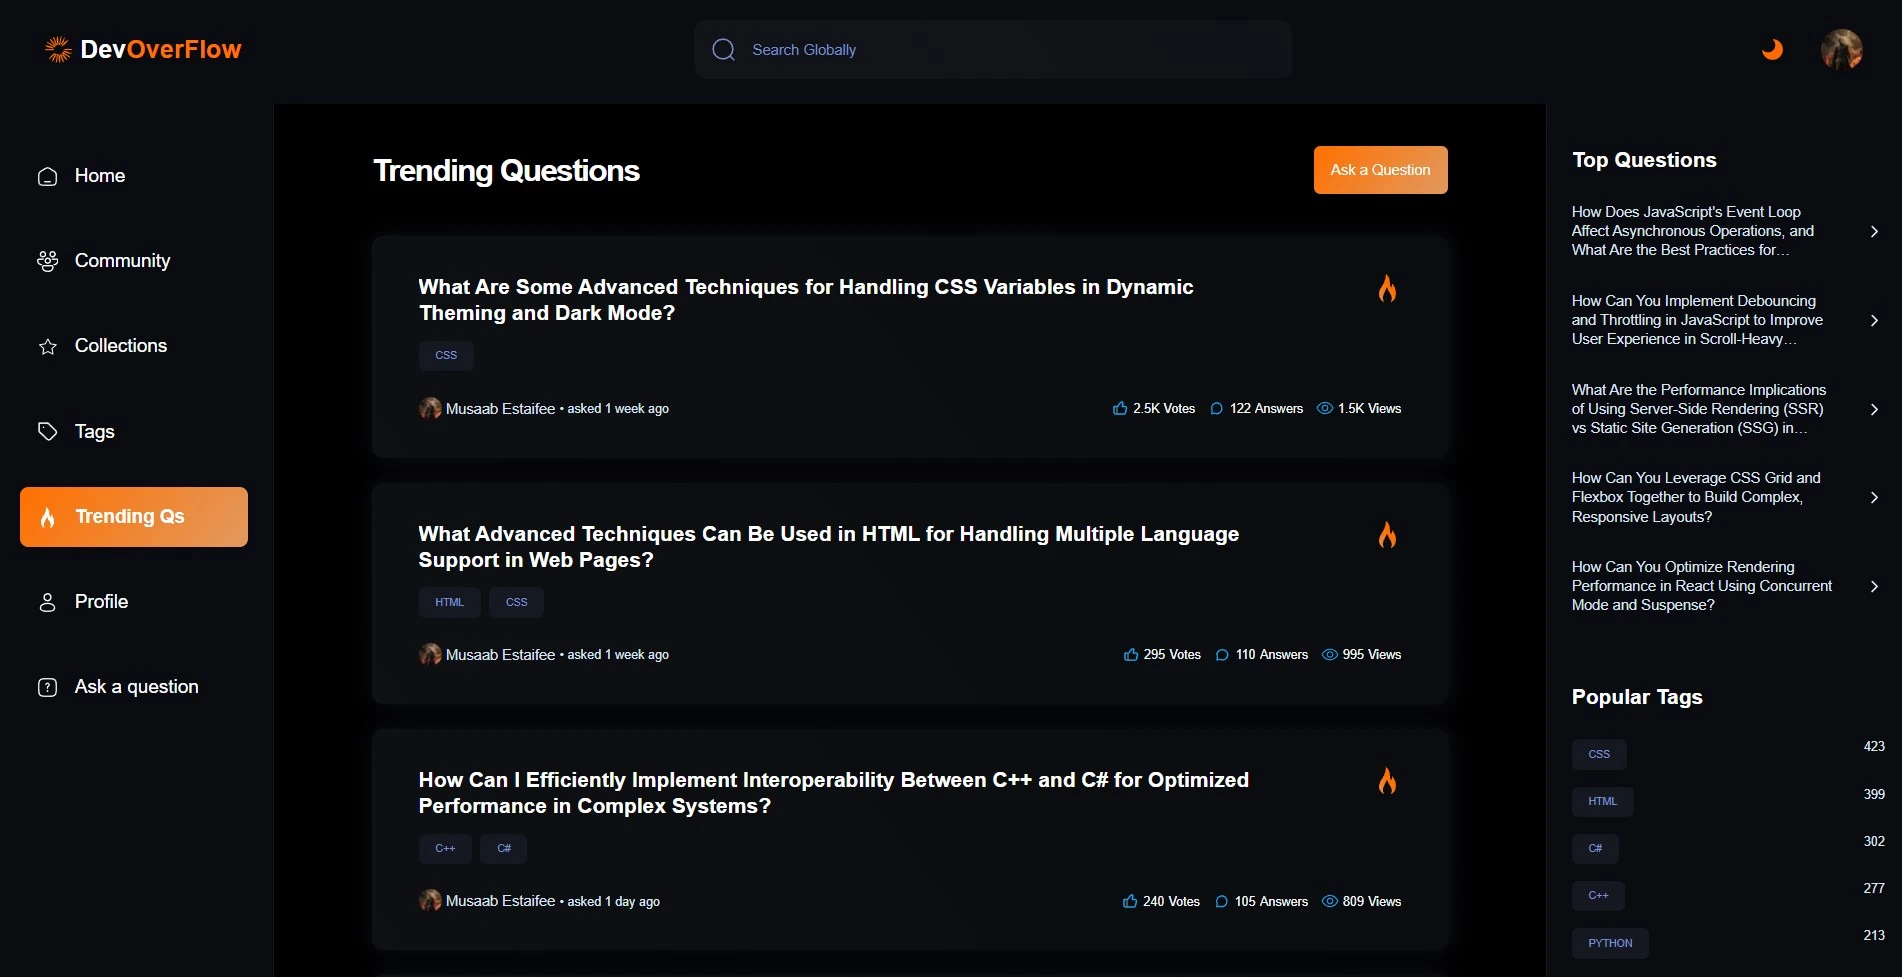 DevOverFlow
Search Globally
Home
Community
Collections
Tags
Trending Qs
Profile
Ask a question
Trending Questions
Ask a Question
What Are Some Advanced Techniques for Handling CSS Variables in Dynamic
Theming and Dark Mode?
CSS
Musaab Estaifee • asked 1 week ago
2.5K Votes 122 Answers 1.5K Views
What Advanced Techniques Can Be Used in HTML for Handling Multiple Language
Support in Web Pages?
HTML CSS
Musaab Estaifee • asked 1 week ago
295 Votes 110 Answers 995 Views
How Can I Efficiently Implement Interoperability Between C++ and C# for Optimized
Performance in Complex Systems?
C++ C#
Musaab Estaifee • asked 1 day ago
240 Votes 105 Answers 809 Views
Top Questions
How Does JavaScript's Event Loop
Affect Asynchronous Operations, and
What Are the Best Practices for...
How Can You Implement Debouncing
and Throttling in JavaScript to Improve
User Experience in Scroll-Heavy...
What Are the Performance Implications
of Using Server-Side Rendering (SSR)
vs Static Site Generation (SSG) in...
How Can You Leverage CSS Grid and
Flexbox Together to Build Complex,
Responsive Layouts?
How Can You Optimize Rendering
Performance in React Using Concurrent
Mode and Suspense?
Popular Tags
CSS 423
HTML 399
C# 302
C++ 277
PYTHON 213